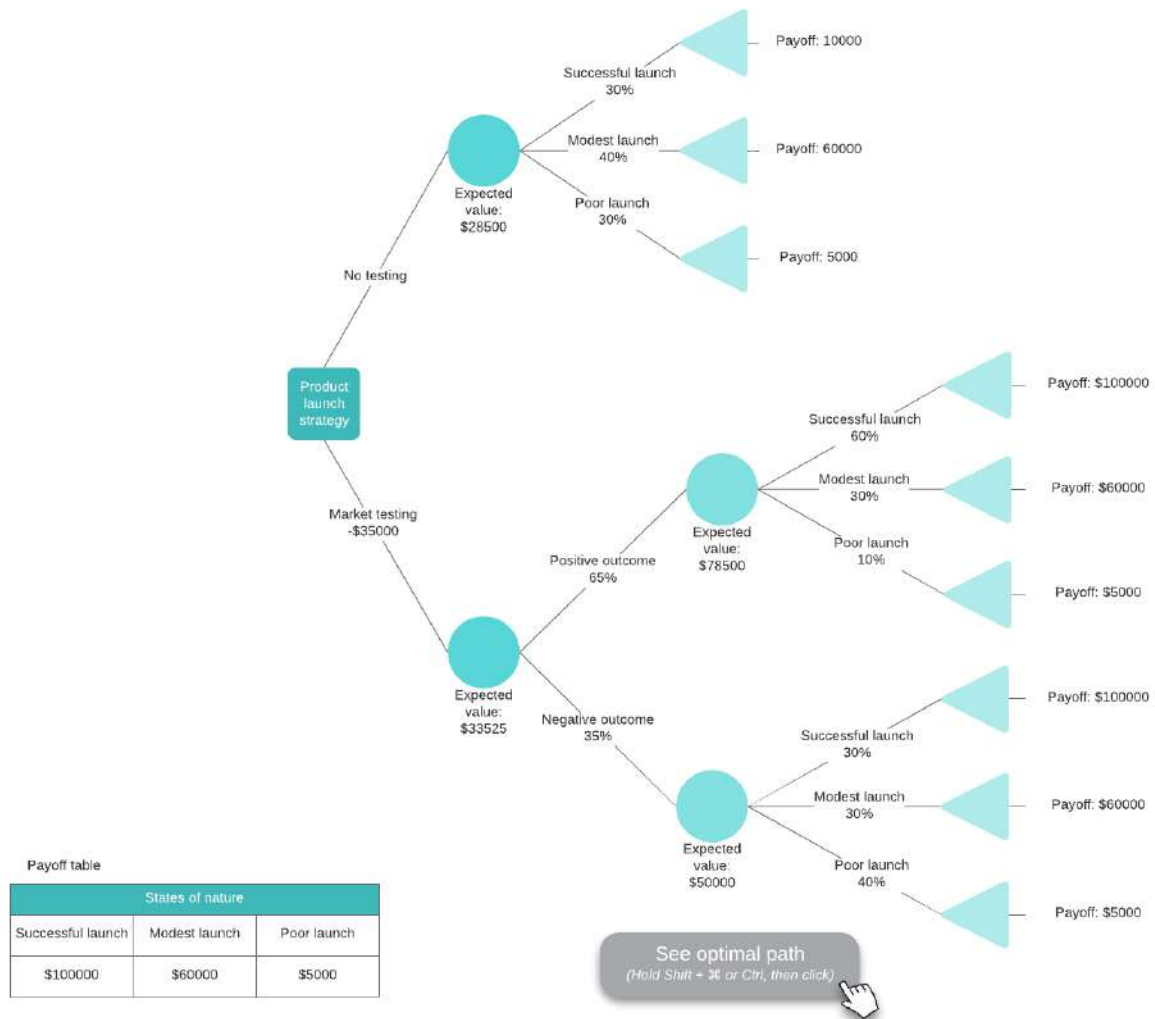 Payoff: 10000
Successful launch
30%
Modest launch
40%
Payoff: 60000
Expected
value:
$28500
Poor launch
30%
Payoff: 5000
No testing
Product
launch
strategy
Market testing
-$35000
Payoff: $100000
Successful launch
60%
Modest launch
30%
Payoff: $60000
Expected
value:
$78500
Poor launch
10%
Payoff: $5000
Positive outcome
65%
Expected
value:
$33525
Negative outcome
35%
Payoff: $100000
Successful launch
30%
Modest launch
30%
Payoff: $60000
Expected
value:
$50000
Poor launch
40%
Payoff: $5000
Payoff table
States of nature
Successful launch Modest launch Poor launch
$100000 $60000 $5000
See optimal path
(Hold Shift + ⌘ or Ctrl, then click)